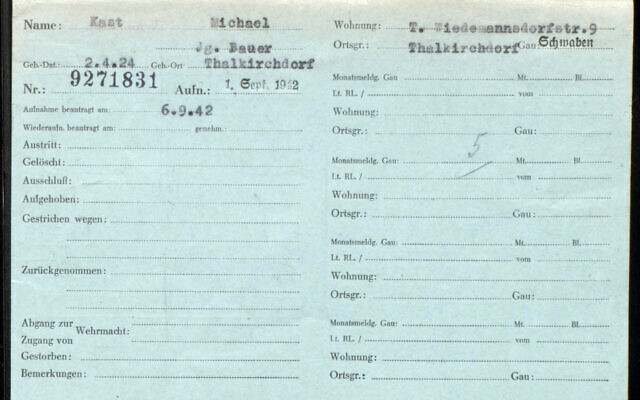 Name: Kast Michael
Jg. Bauer
Geb.-Dat.: 2.4.24 Geb.-Ort Thalkirchdorf
Nr.: 9271831 Aufn.: 1. Sept. 1942
Aufnahme beantragt am: 6.9.42
Wiederaufn. beantragt am: genehm.:
Austritt:
Gelöscht:
Ausschluß:
Aufgehoben:
Gestrichen wegen:
Zurückgenommen:
Abgang zur
Wehrmacht:
Zugang von
Gestorben:
Bemerkungen:
Wohnung: T. Wiedemannsdorfstr.9
Ortsgr.: Thalkirchdorf Gau: Schwaben
Monatsmeldg. Gau: Mt. Bl.
Lt. RL. / vom
Wohnung:
Ortsgr.: Gau:
5
Monatsmeldg. Gau: Mt. Bl.
Lt. RL. / vom
Wohnung:
Ortsgr.: Gau:
Monatsmeldg. Gau: Mt. Bl.
Lt. RL. / vom
Wohnung:
Ortsgr.: Gau:
Monatsmeldg. Gau: Mt. Bl.
Lt. RL. / vom
Wohnung:
Ortsgr.: Gau: